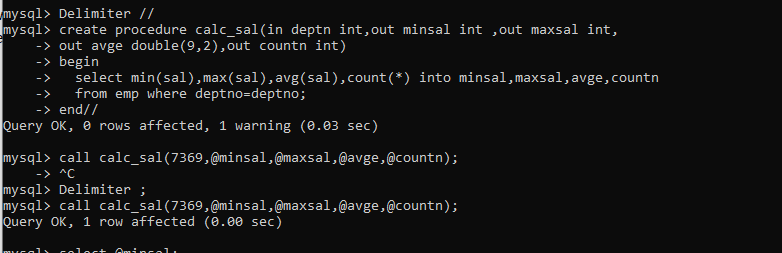 mysql> Delimiter //
mysql> create procedure calc_sal(in deptn int,out minsal int ,out maxsal int,
    -> out avge double(9,2),out countn int)
    -> begin
    ->   select min(sal),max(sal),avg(sal),count(*) into minsal,maxsal,avge,countn
    ->   from emp where deptno=deptno;
    -> end//
Query OK, 0 rows affected, 1 warning (0.03 sec)
mysql> call calc_sal(7369,@minsal,@maxsal,@avge,@countn);
    -> ^C
mysql> Delimiter ;
mysql> call calc_sal(7369,@minsal,@maxsal,@avge,@countn);
Query OK, 1 row affected (0.00 sec)
mysql> select @minsal;